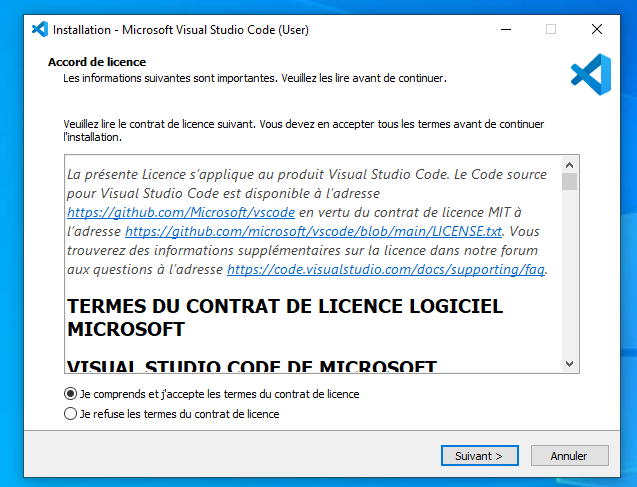 Installation - Microsoft Visual Studio Code (User)
Accord de licence
Les informations suivantes sont importantes. Veuillez les lire avant de continuer.
Veuillez lire le contrat de licence suivant. Vous devez en accepter tous les termes avant de continuer
l'installation.
La présente Licence s'applique au produit Visual Studio Code. Le Code source
pour Visual Studio Code est disponible à l'adresse
https://github.com/Microsoft/vscode en vertu du contrat de licence MIT à
l'adresse https://github.com/microsoft/vscode/blob/main/LICENSE.txt. Vous
trouverez des informations supplémentaires sur la licence dans notre forum
aux questions à l'adresse https://code.visualstudio.com/docs/supporting/faq.
TERMES DU CONTRAT DE LICENCE LOGICIEL
MICROSOFT
VISUAL STUDIO CODE DE MICROSOFT
Je comprends et j'accepte les termes du contrat de licence
Je refuse les termes du contrat de licence
Suivant >
Annuler